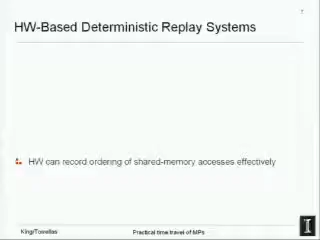 HW-Based Deterministic Replay Systems
HW can record ordering of shared-memory accesses effectively
King/Torrellas
Practical time travel of MPs
I